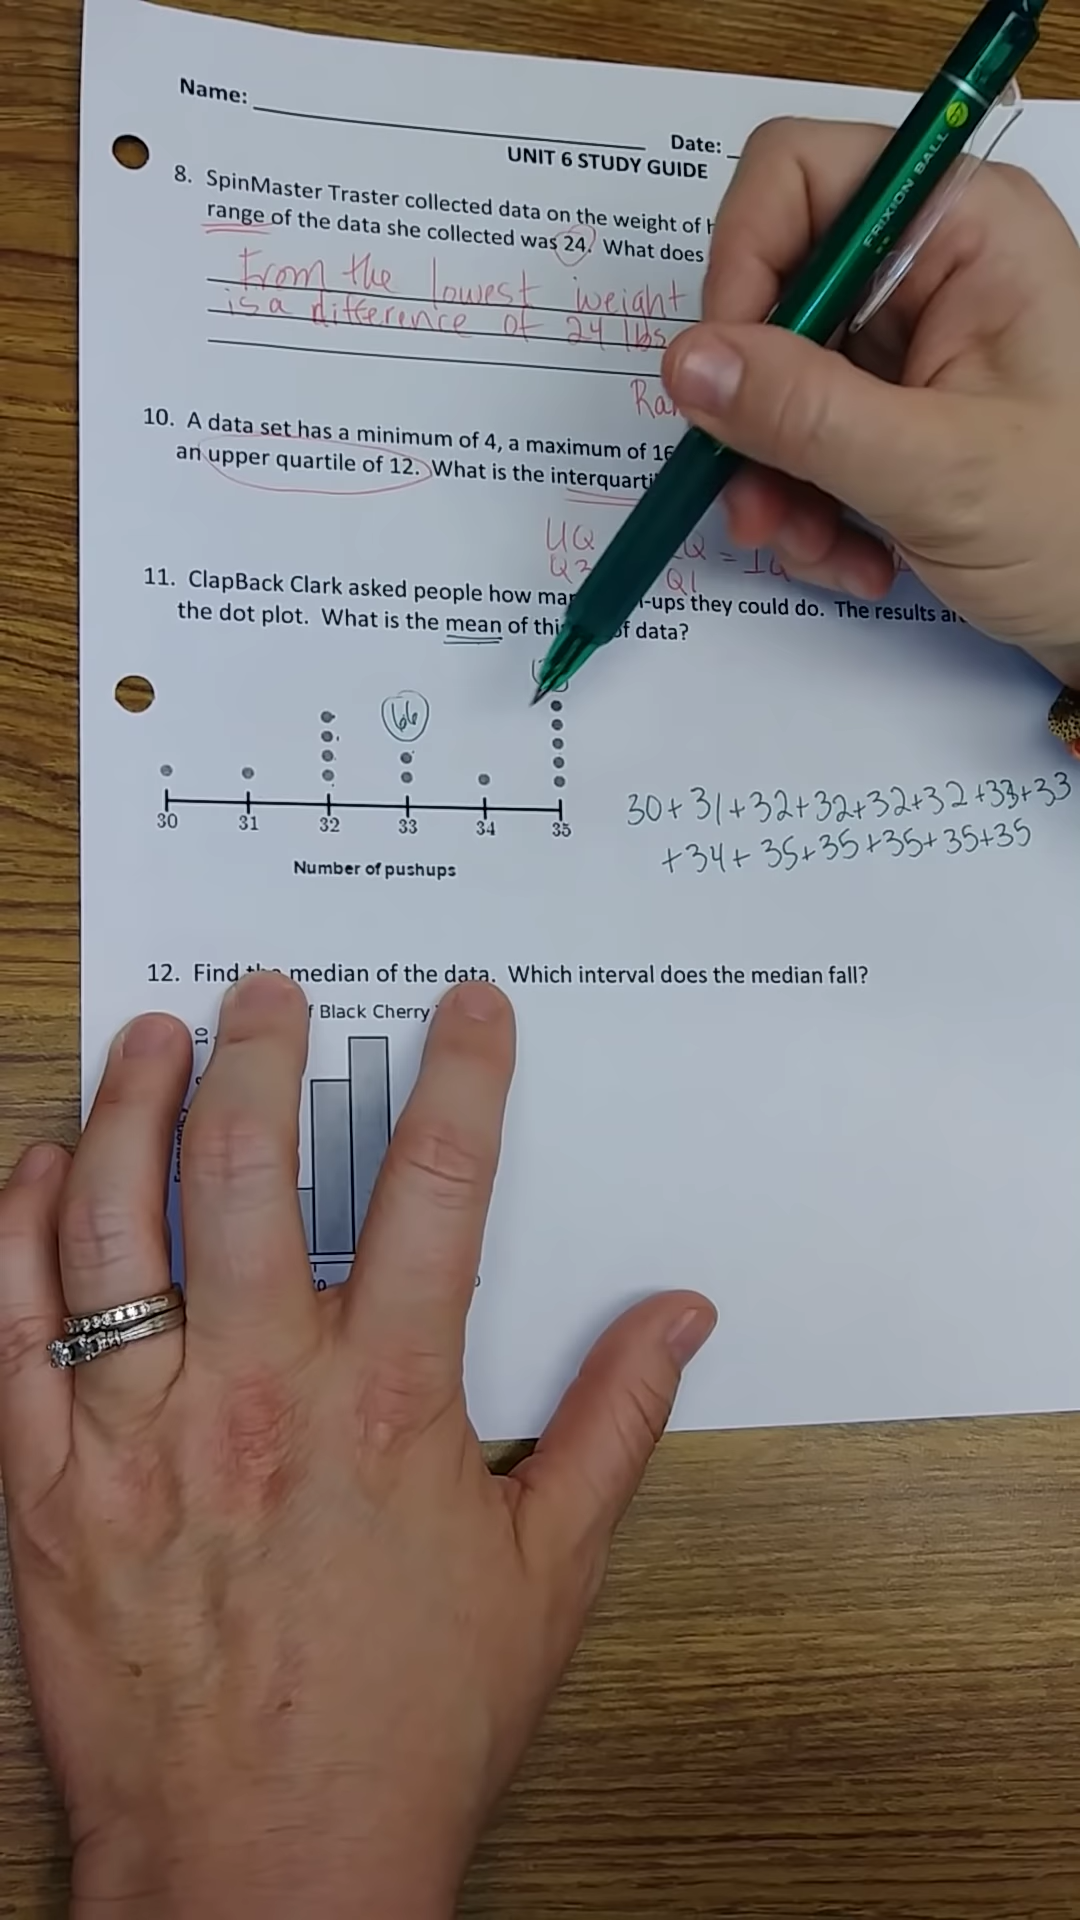 Name:
Date:
UNIT 6 STUDY GUIDE
8. SpinMaster Traster collected data on the weight of
range of the data she collected was 24. What does
From the lowest weight
is a difference of 24 lbs
10. A data set has a minimum of 4, a maximum of 16
an upper quartile of 12. What is the
UQ
Q1
11. ClapBack Clark asked people how they could do. The results
the dot plot. What is the mean of data?
66
30 31 32 33 34 35
Number of pushups
30+31+32+32+32+32+33+33
+34+35+35+35+35+35
12. Find median of the data. Which interval does the median fall?
Black Cherry
10
FRIXION BALL